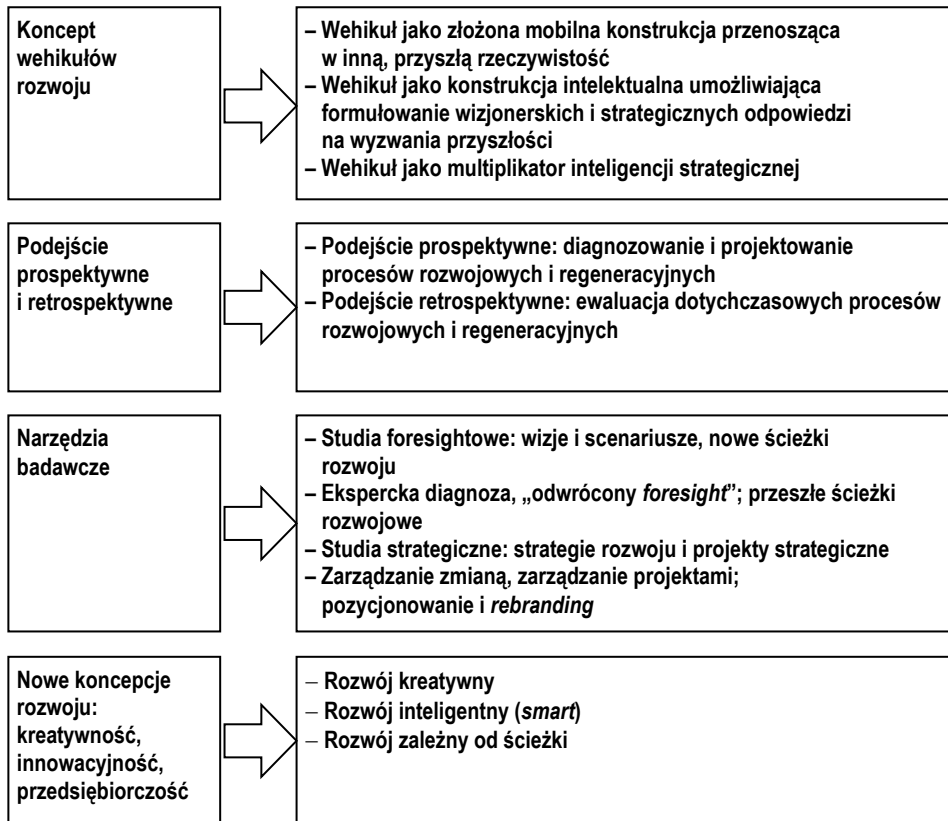 Koncept
wehikułów
rozwoju
– Wehikuł jako złożona mobilna konstrukcja przenosząca
w inną, przyszłą rzeczywistość
– Wehikuł jako konstrukcja intelektualna umożliwiająca
formułowanie wizjonerskich i strategicznych odpowiedzi
na wyzwania przyszłości
– Wehikuł jako multiplikator inteligencji strategicznej
Podejście
prospektywne
i retrospektywne
– Podejście prospektywne: diagnozowanie i projektowanie
procesów rozwojowych i regeneracyjnych
– Podejście retrospektywne: ewaluacja dotychczasowych procesów
rozwojowych i regeneracyjnych
Narzędzia
badawcze
– Studia foresightowe: wizje i scenariusze, nowe ścieżki
rozwoju
– Ekspercka diagnoza, „odwrócony foresight”; przeszłe ścieżki
rozwojowe
– Studia strategiczne: strategie rozwoju i projekty strategiczne
– Zarządzanie zmianą, zarządzanie projektami;
pozycjonowanie i rebranding
Nowe koncepcje
rozwoju:
kreatywność,
innowacyjność,
przedsiębiorczość
– Rozwój kreatywny
– Rozwój inteligentny (smart)
– Rozwój zależny od ścieżki